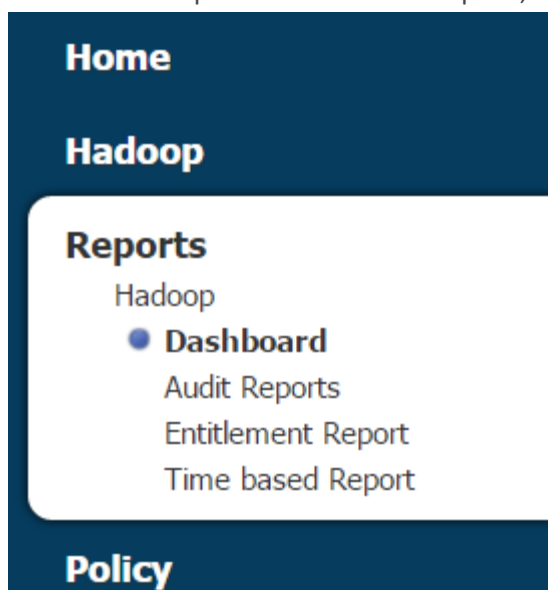 Home
Hadoop
Reports
Hadoop
Dashboard
Audit Reports
Entitlement Report
Time based Report
Policy